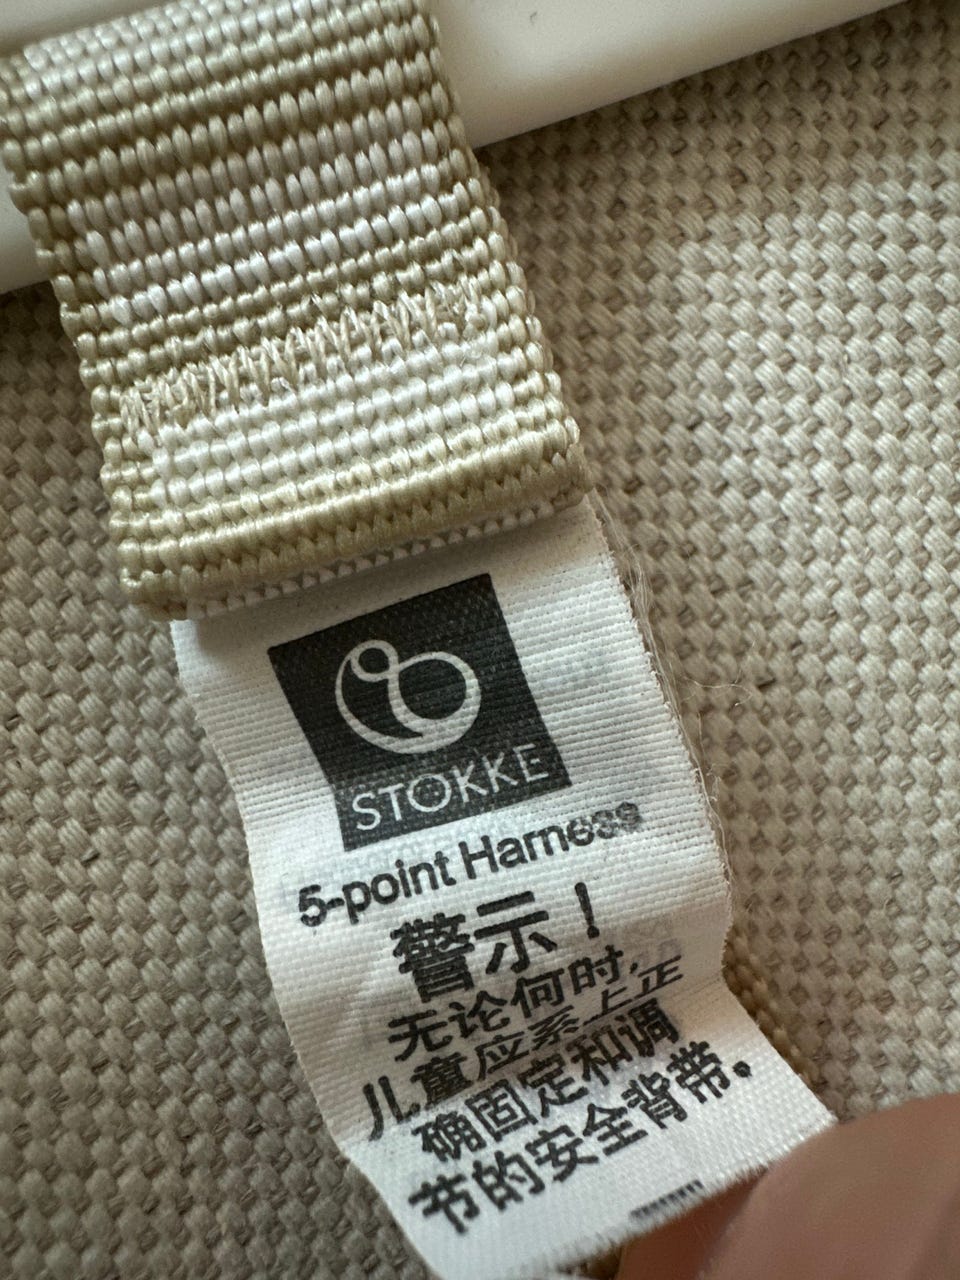 STOKKE
5-point Harness
警示！
无论何时，
儿童应系上正
确固定和调
节的安全背带。